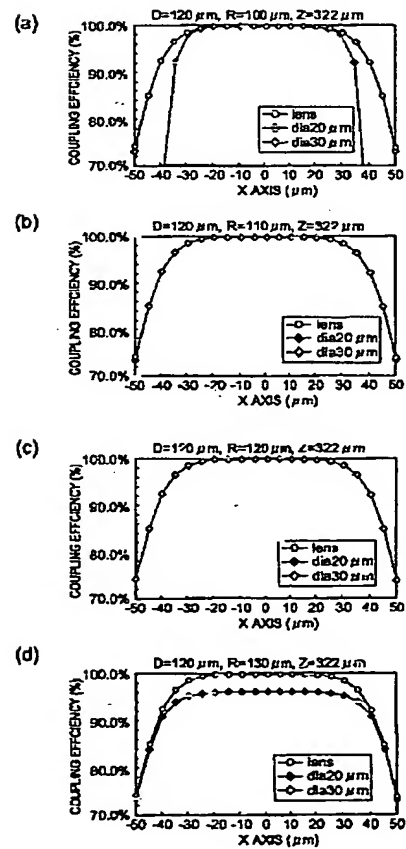 (a)
D=120 μm, R=100 μm, Z=322 μm
COUPLING EFFCIENCY (%)
100.0%
90.0%
80.0%
70.0%
lens
dia20 μm
dia30 μm
-50 -40 -30 -20 -10 0 10 20 30 40 50
X AXIS (μm)
(b)
D=120 μm, R=110 μm, Z=322 μm
COUPLING EFFCIENCY (%)
100.0%
90.0%
80.0%
70.0%
lens
dia20 μm
dia30 μm
-50 -40 -30 -20 -10 0 10 20 30 40 50
X AXIS (μm)
(c)
D=120 μm, R=120 μm, Z=322 μm
COUPLING EFFCIENCY (%)
100.0%
90.0%
80.0%
70.0%
lens
dia20 μm
dia30 μm
-50 -40 -30 -20 -10 0 10 20 30 40 50
X AXIS (μm)
(d)
D=120 μm, R=130 μm, Z=322 μm
COUPLING EFFCIENCY (%)
100.0%
90.0%
80.0%
70.0%
lens
dia20 μm
dia30 μm
-50 -40 -30 -20 -10 0 10 20 30 40 50
X AXIS (μm)